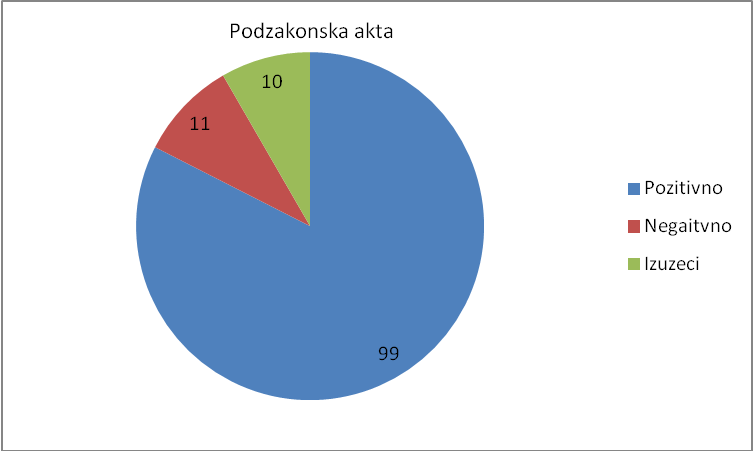 Podzakonska akta
10
11
99
Pozitivno
Negaitvno
Izuzeci